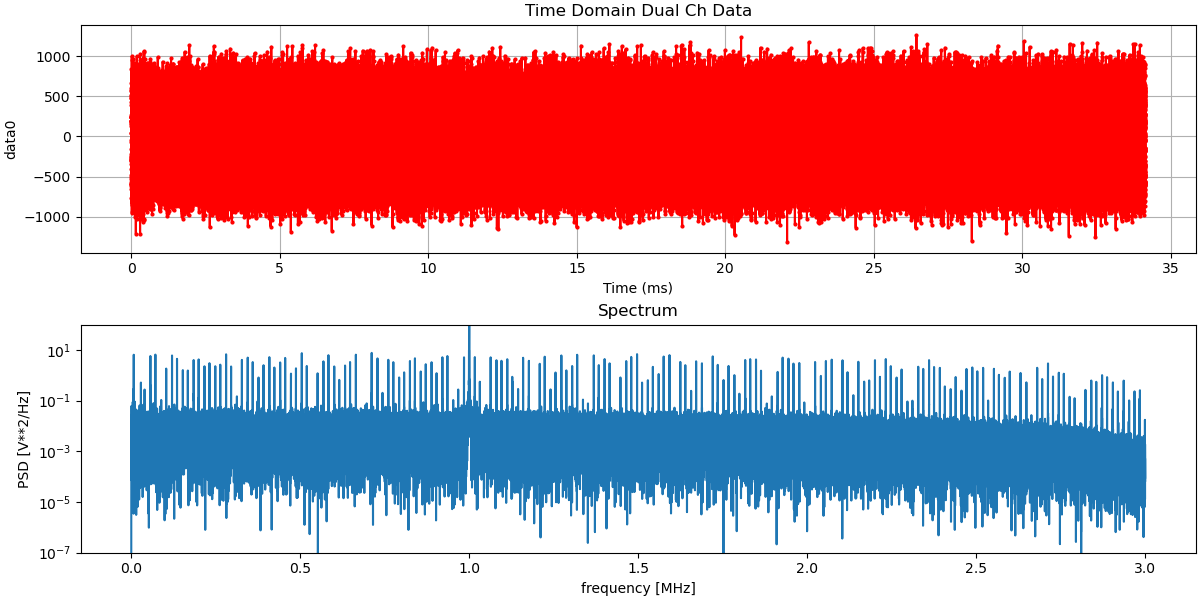 Time Domain Dual Ch Data
1000
500
0
−500
−1000
data0
0 5 10 15 20 25 30 35
Time (ms)
Spectrum
10^1
10^−1
10^−3
10^−5
10^−7
PSD [V**2/Hz]
0.0 0.5 1.0 1.5 2.0 2.5 3.0
frequency [MHz]